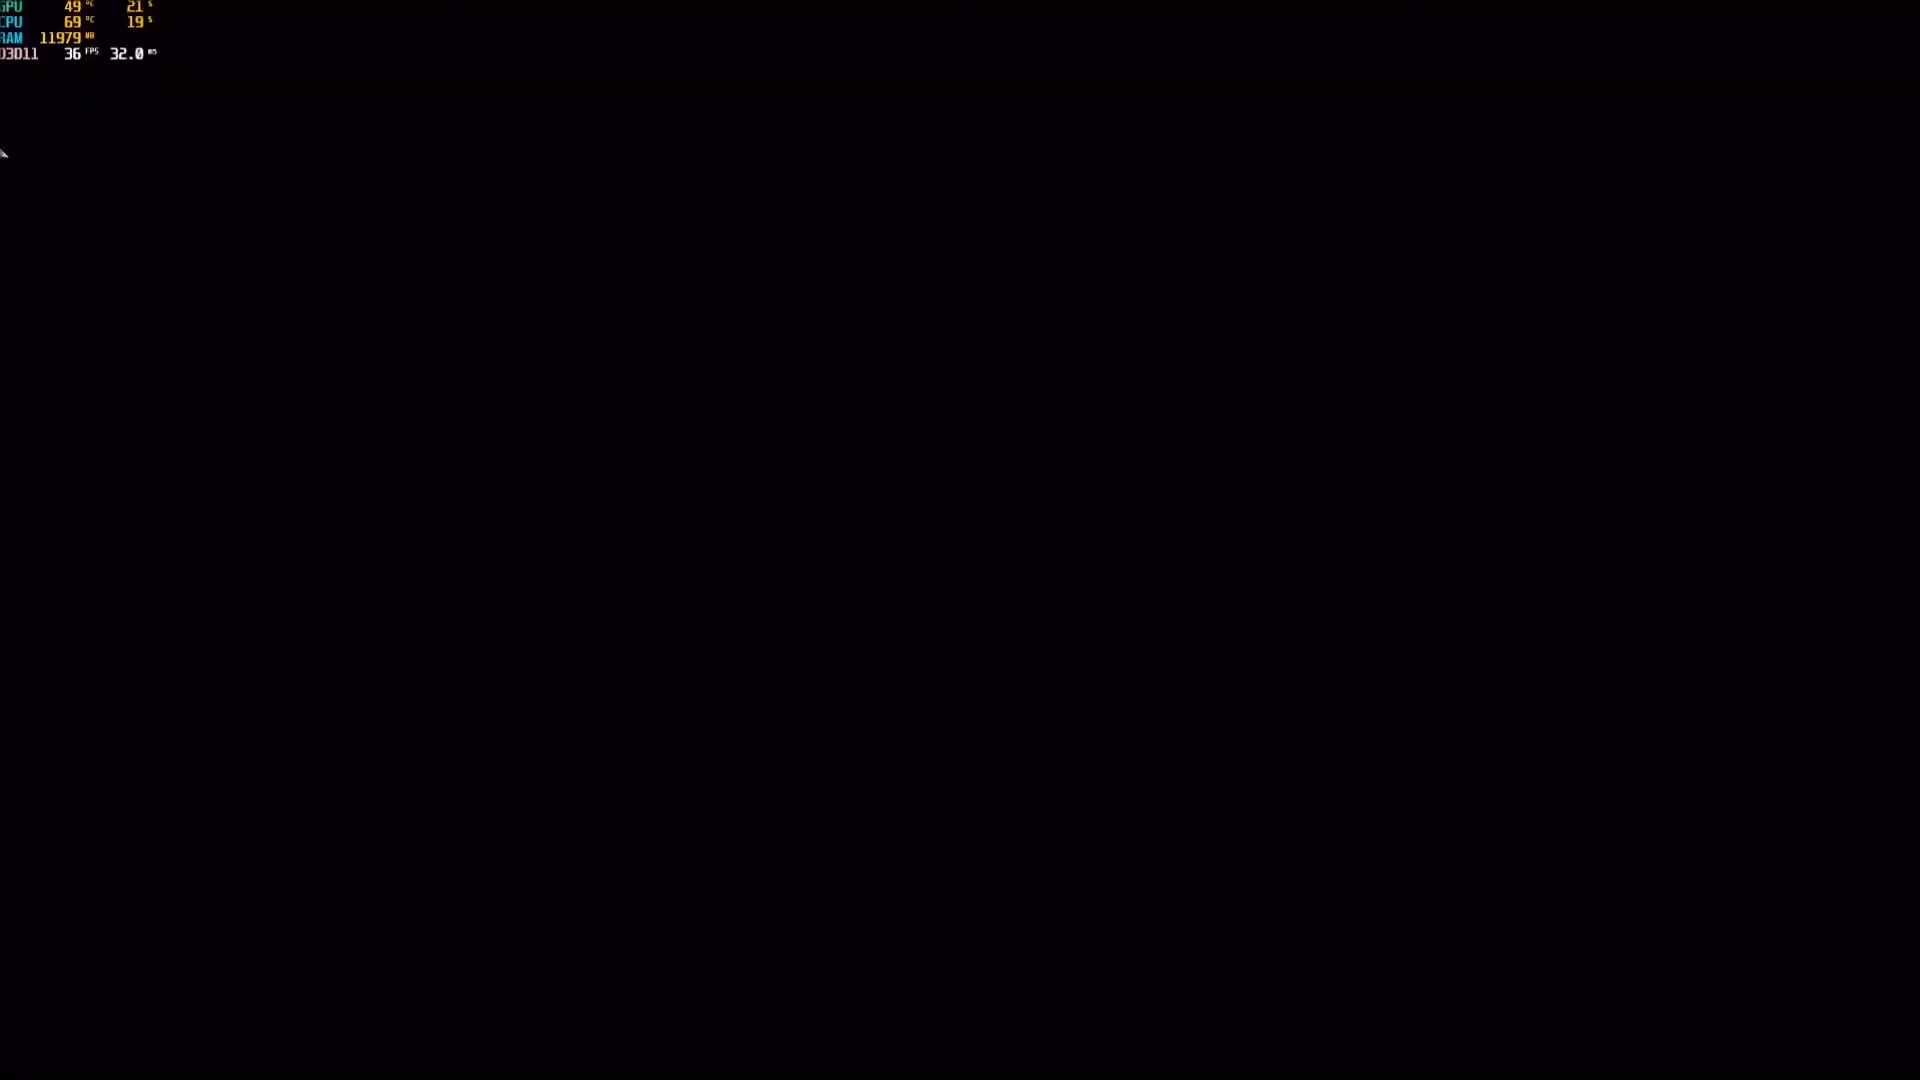 GPU 49 °C 21 %
CPU 69 °C 19 %
RAM 11979 MB
D3D11 36 FPS 32.0 ms